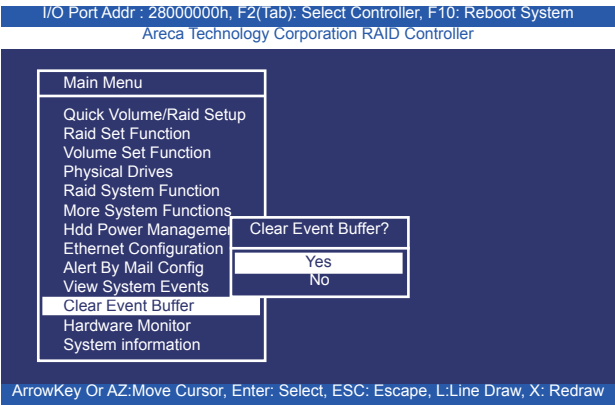 I/O Port Addr : 28000000h, F2(Tab): Select Controller, F10: Reboot System
Areca Technology Corporation RAID Controller
Main Menu
Quick Volume/Raid Setup
Raid Set Function
Volume Set Function
Physical Drives
Raid System Function
More System Functions
Hdd Power Managemen
Ethernet Configuration
Alert By Mail Config
View System Events
Clear Event Buffer
Hardware Monitor
System information
Clear Event Buffer?
Yes
No
ArrowKey Or AZ:Move Cursor, Enter: Select, ESC: Escape, L:Line Draw, X: Redraw